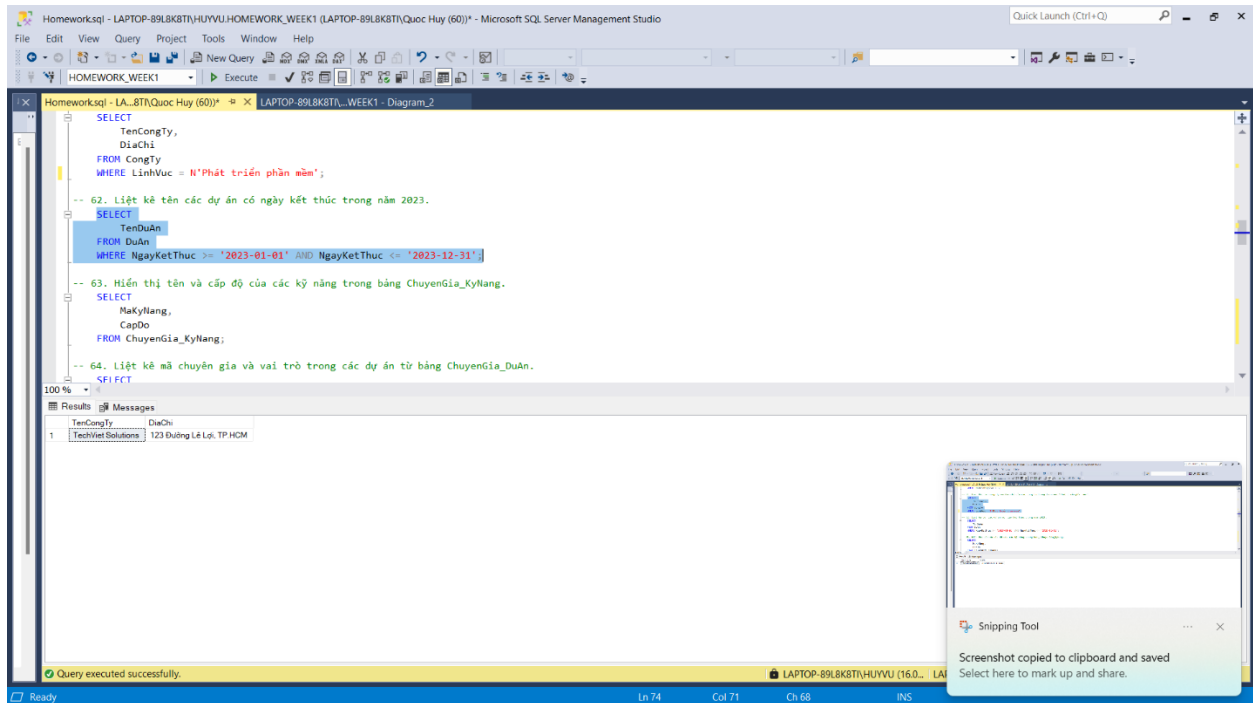 Homework.sql - LAPTOP-89L8K8TI\HUYVU.HOMEWORK_WEEK1 (LAPTOP-89L8K8TI\Quoc Huy (60))* - Microsoft SQL Server Management Studio
Quick Launch (Ctrl+Q)
File Edit View Query Project Tools Window Help
New Query
HOMEWORK_WEEK1 Execute
Homework.sql - LA...8TI\Quoc Huy (60))* LAPTOP-89L8K8TI\...WEEK1 - Diagram_2
SELECT
TenCongTy,
DiaChi
FROM CongTy
WHERE LinhVuc = N'Phát triển phần mềm';
-- 62. Liệt kê tên các dự án có ngày kết thúc trong năm 2023.
SELECT
TenDuAn
FROM DuAn
WHERE NgayKetThuc >= '2023-01-01' AND NgayKetThuc <= '2023-12-31';
-- 63. Hiển thị tên và cấp độ của các kỹ năng trong bảng ChuyenGia_KyNang.
SELECT
MaKyNang,
CapDo
FROM ChuyenGia_KyNang;
-- 64. Liệt kê mã chuyên gia và vai trò trong các dự án từ bảng ChuyenGia_DuAn.
SELECT
100 %
Results Messages
TenCongTy DiaChi
1 TechViet Solutions 123 Đường Lê Lợi, TP HCM
Snipping Tool
Screenshot copied to clipboard and saved
Select here to mark up and share.
Query executed successfully.
LAPTOP-89L8K8TI\HUYVU (16.0... LA
Ready Ln 74 Col 71 Ch 68 INS